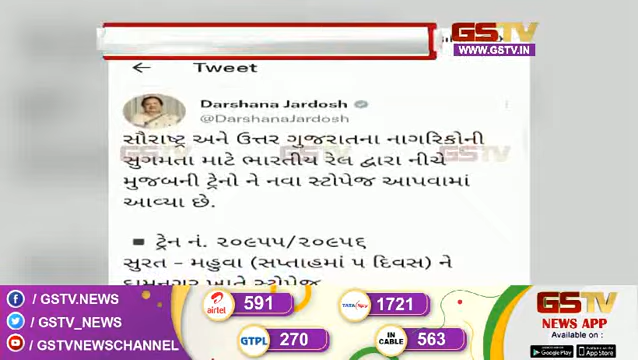 GSTV
WWW.GSTV.IN
← Tweet
Darshana Jardosh
@DarshanaJardosh
સૌરાષ્ટ્ર અને ઉત્તર ગુજરાતના નાગરિકોની
સુગમતા માટે ભારતીય રેલ દ્વારા નીચે
મુજબની ટ્રેનો ને નવા સ્ટોપેજ આપવામાં
આવ્યા છે.
ટ્રેન નં. ૨૦૯૫૫/૨૦૯૫૬
સુરત - મહુવા (સપ્તાહમાં ૫ દિવસ) ને
દામનગર ખાતે સ્ટોપેજ
/ GSTV.NEWS
/ GSTV_NEWS
/ GSTVNEWSCHANNEL
airtel 591
TATA PLAY 1721
GTPL 270
IN CABLE 563
GSTV
NEWS APP
Available on :
Google Play App Store